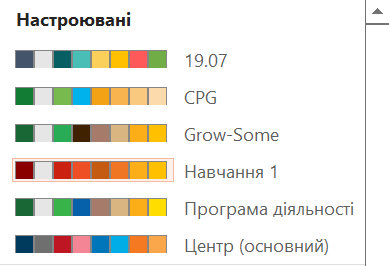 Настроювані
19.07
CPG
Grow-Some
Навчання 1
Програма діяльності
Центр (основний)